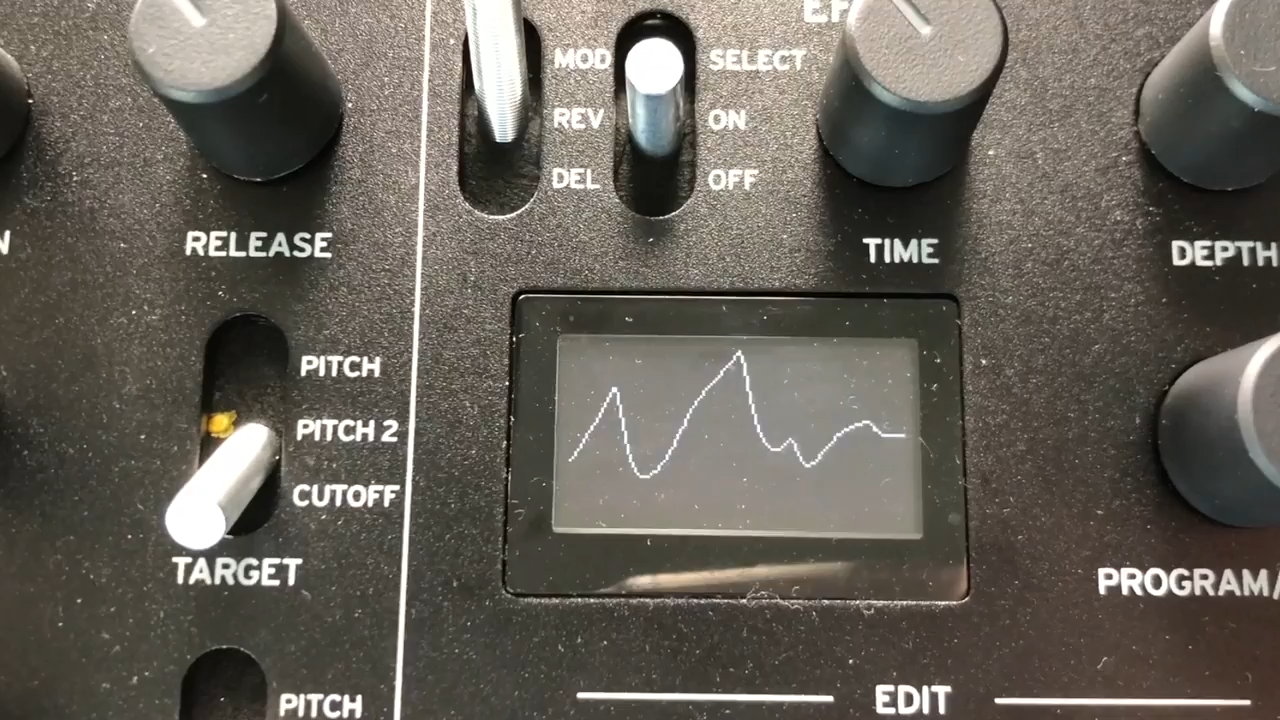 MOD
SELECT
REV
ON
DEL
OFF
RELEASE
TIME
DEPTH
PITCH
PITCH 2
CUTOFF
TARGET
PROGRAM/
PITCH
EDIT